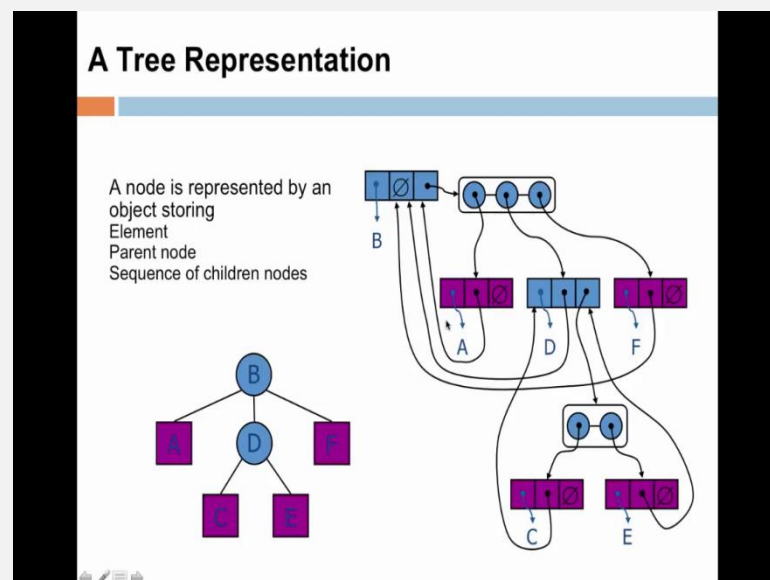 A Tree Representation
A node is represented by an
object storing
Element
Parent node
Sequence of children nodes
∅
B
∅
∅
A
D
F
B
A
D
F
∅
∅
C
E
C
E